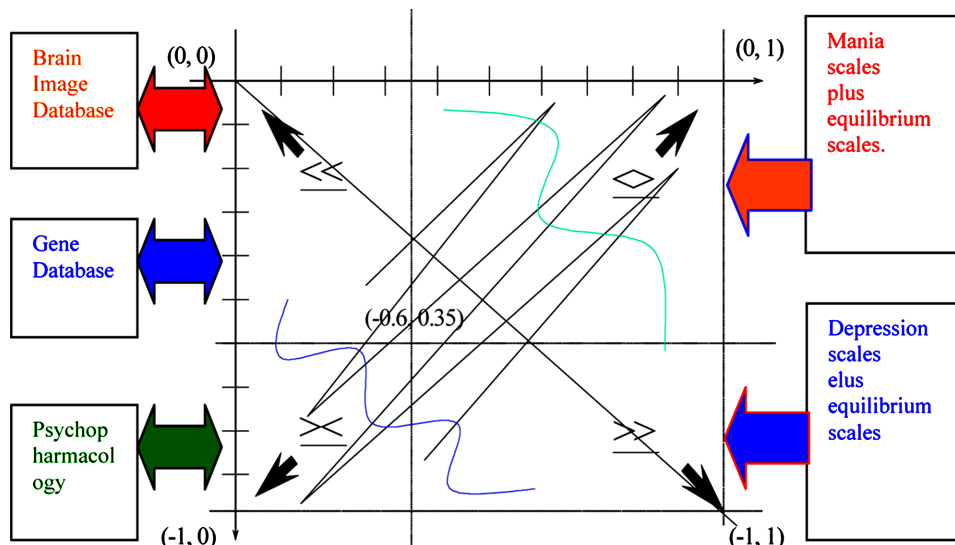 Brain
Image
Database
(0, 0)
(0, 1)
Mania
scales
plus
equilibrium
scales.
<<
<>
Gene
Database
(-0.6, 0.35)
Depression
scales
elus
equilibrium
scales
Psychop
harmacol
ogy
><
>>
(-1, 0)
(-1, 1)